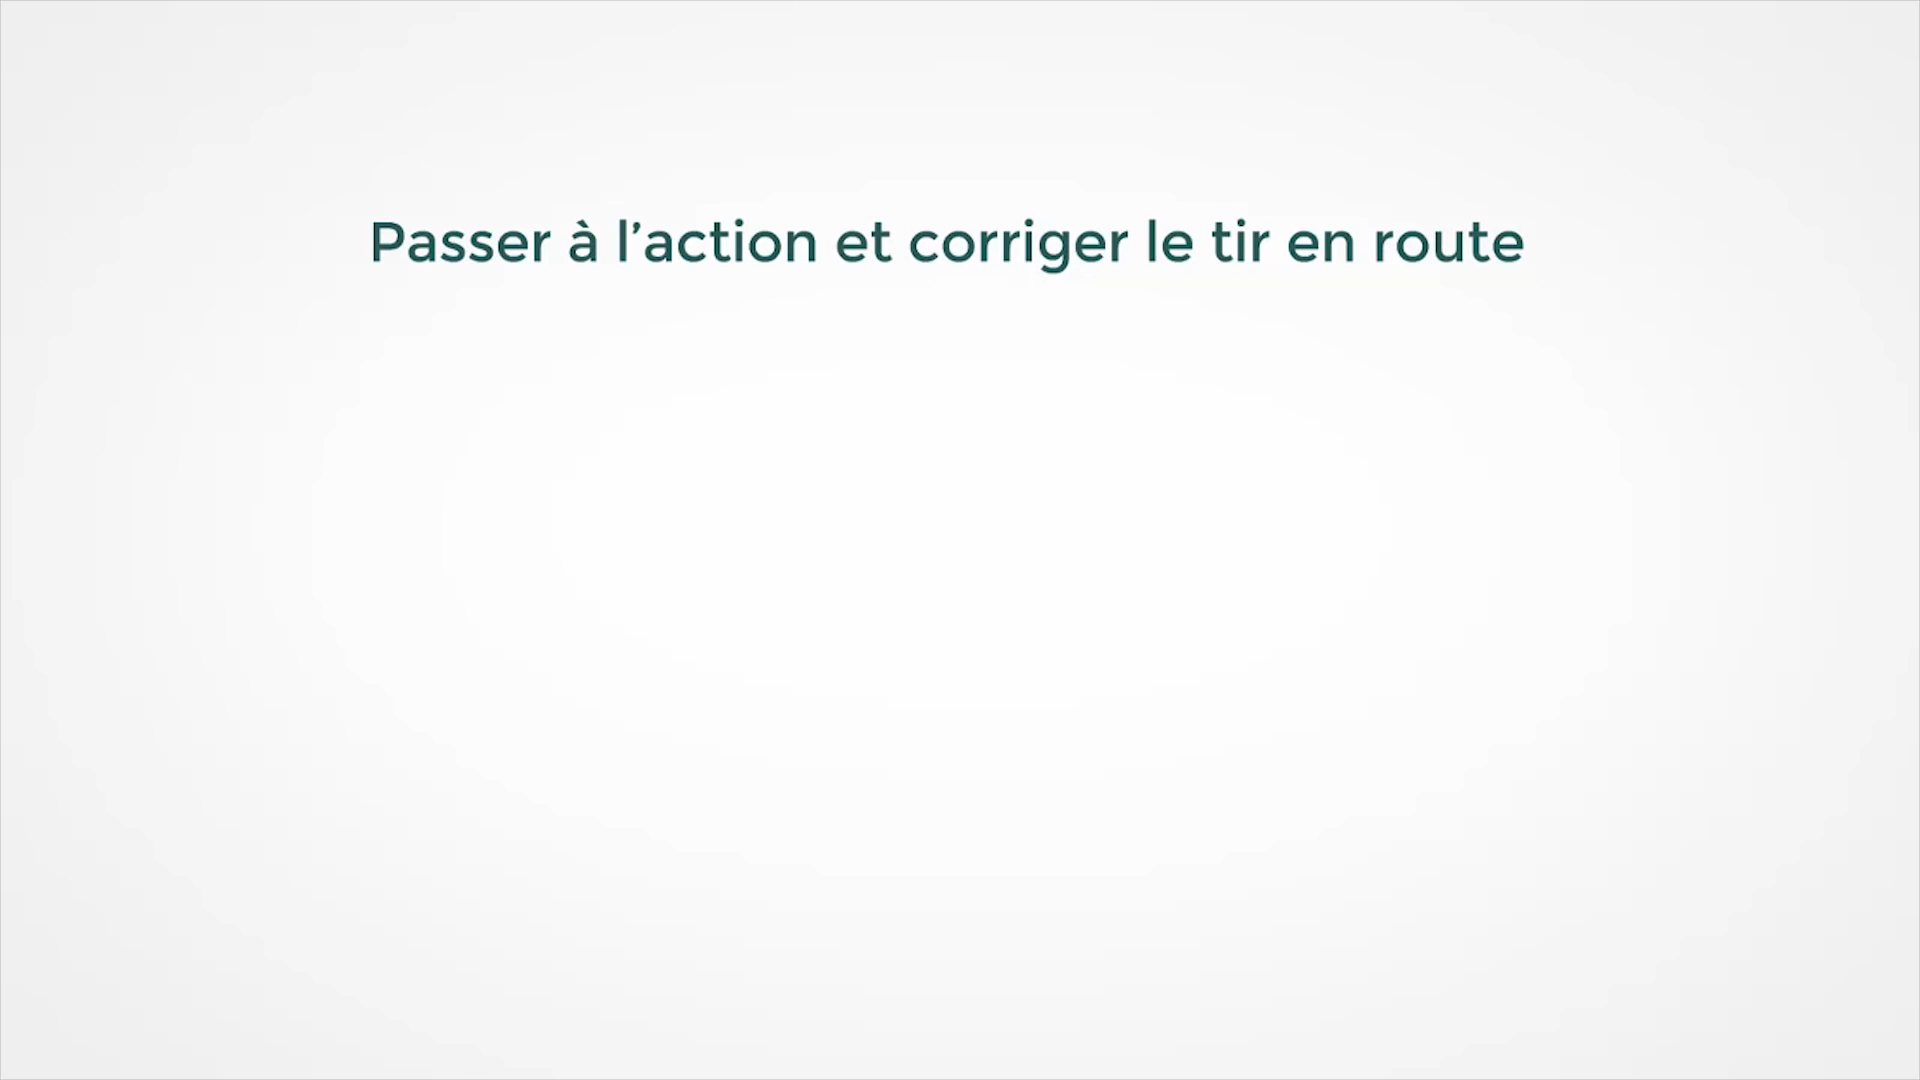 Passer à l’action et corriger le tir en route